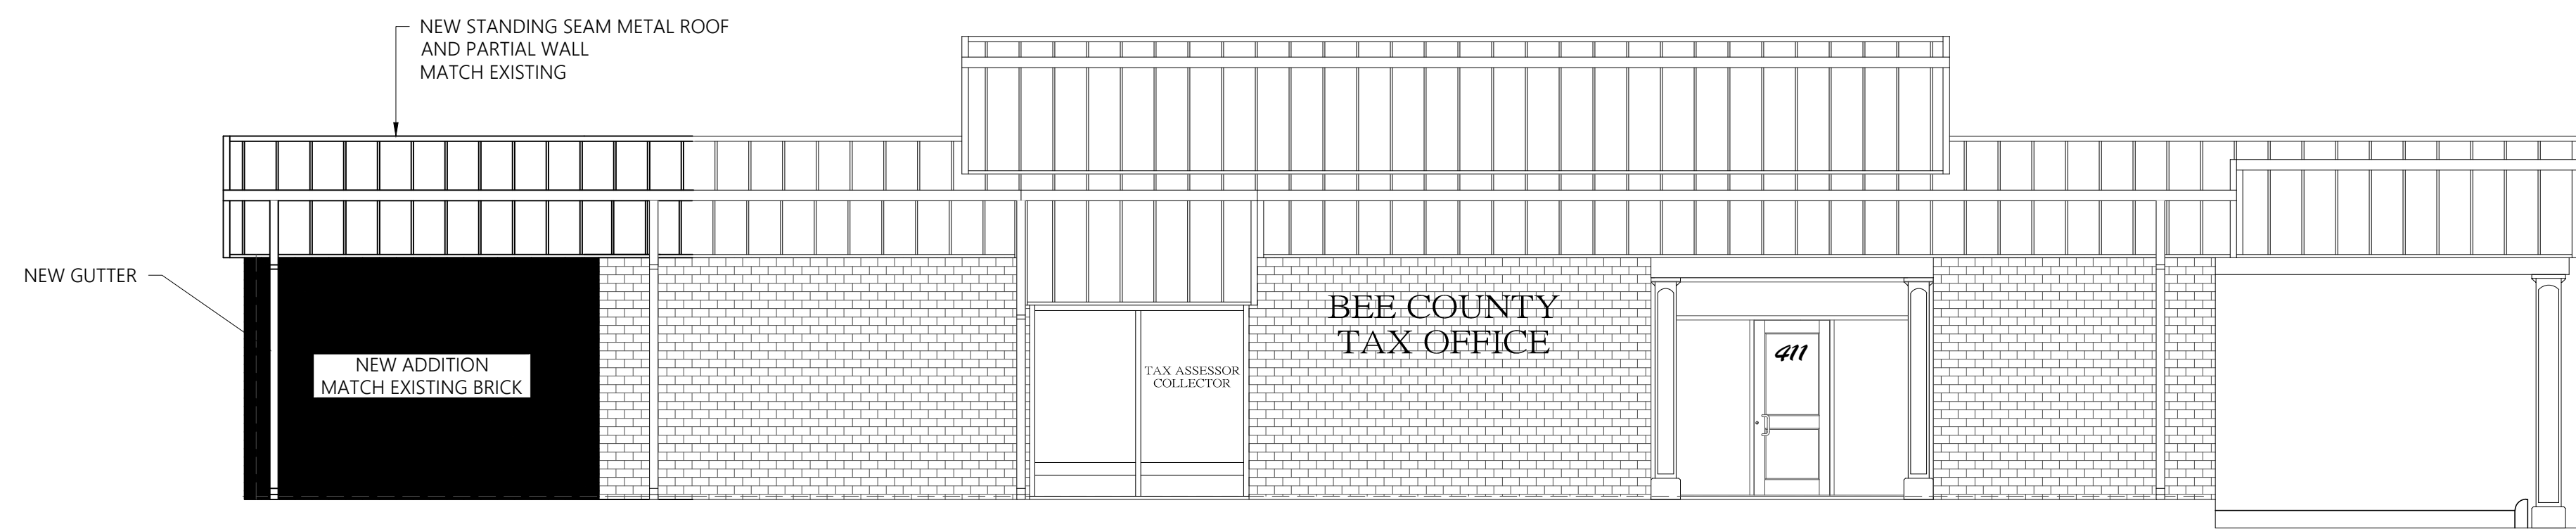 NEW STANDING SEAM METAL ROOF
AND PARTIAL WALL
MATCH EXISTING
NEW GUTTER
NEW ADDITION
MATCH EXISTING BRICK
BEE COUNTY
TAX OFFICE
TAX ASSESSOR
COLLECTOR
411